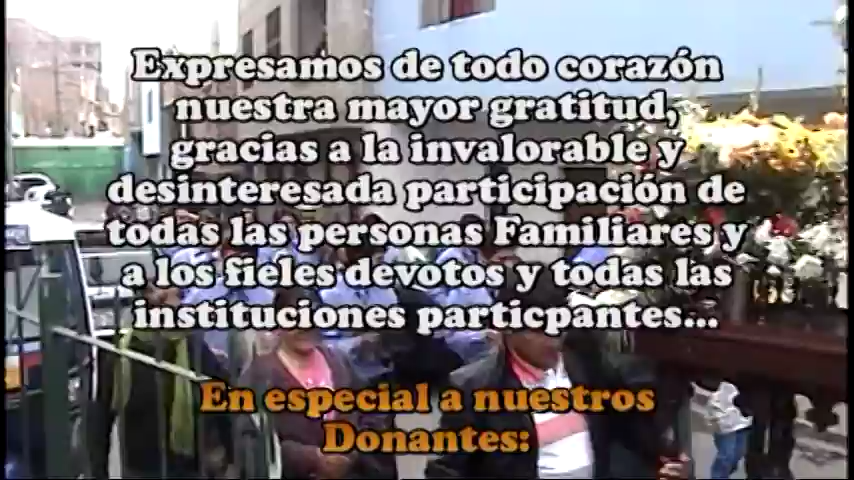 Expresamos de todo corazón
nuestra mayor gratitud,
gracias a la invalorable y
desinteresada participación de
todas las personas Familiares y
a los fieles devotos y todas las
instituciones particpantes...
En especial a nuestros
Donantes: